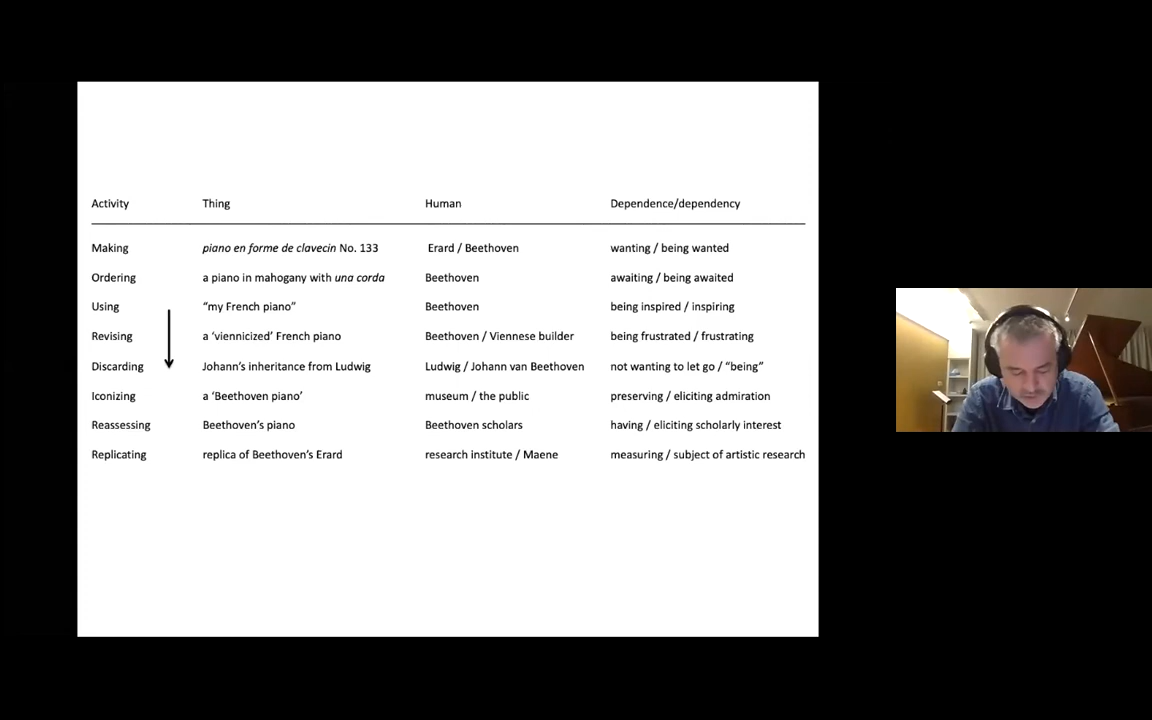 Activity Thing Human Dependence/dependency
Making piano en forme de clavecin No. 133 Erard / Beethoven wanting / being wanted
Ordering a piano in mahogany with una corda Beethoven awaiting / being awaited
Using “my French piano” Beethoven being inspired / inspiring
Revising a ‘viennicized’ French piano Beethoven / Viennese builder being frustrated / frustrating
Discarding Johann’s inheritance from Ludwig Ludwig / Johann van Beethoven not wanting to let go / “being”
Iconizing a ‘Beethoven piano’ museum / the public preserving / eliciting admiration
Reassessing Beethoven’s piano Beethoven scholars having / eliciting scholarly interest
Replicating replica of Beethoven’s Erard research institute / Maene measuring / subject of artistic research